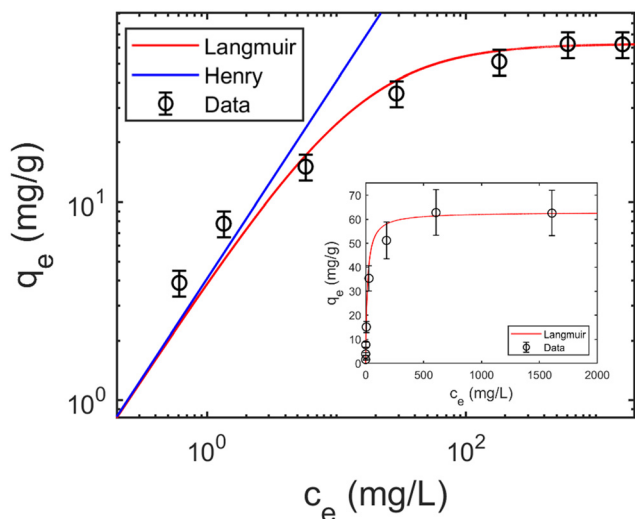 Langmuir
Henry
Data
q_e (mg/g)
10^1
10^0
10^0
10^2
c_e (mg/L)
70
60
50
40
30
20
10
0
q_e (mg/g)
Langmuir
Data
0
500
1000
1500
2000
c_e (mg/L)